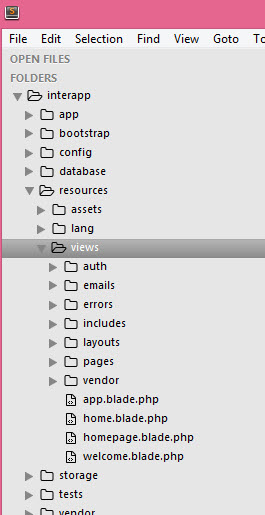 File Edit Selection Find View Goto To
OPEN FILES
FOLDERS
interapp
app
bootstrap
config
database
resources
assets
lang
views
auth
emails
errors
includes
layouts
pages
vendor
app.blade.php
home.blade.php
homepage.blade.php
welcome.blade.php
storage
tests
vendor